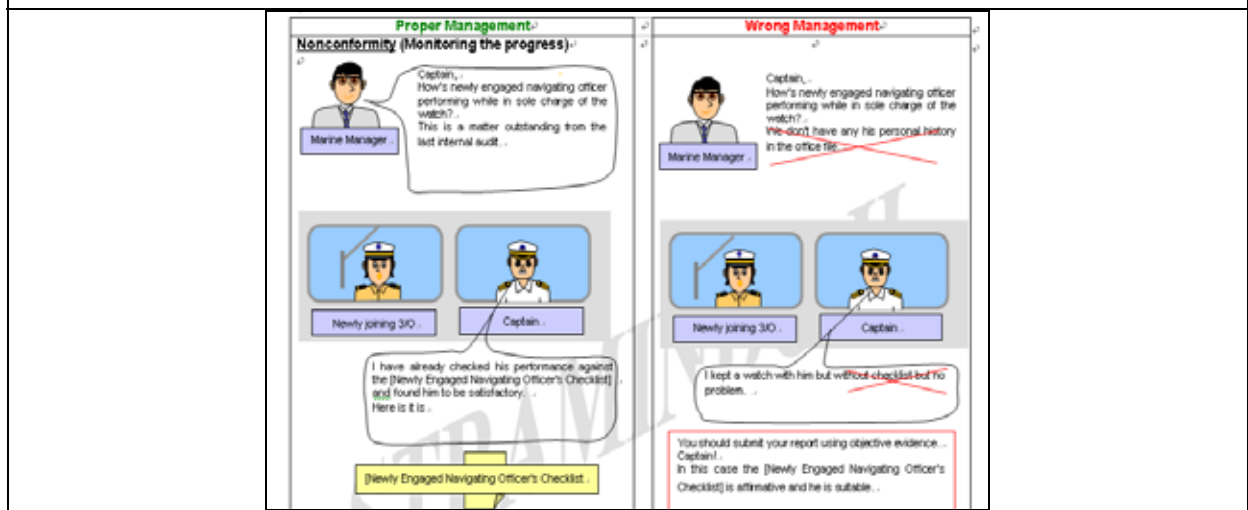 Proper Management
Nonconformity (Monitoring the progress)
Captain,
How's newly engaged navigating officer
performing while in sole charge of the
watch?
This is a matter outstanding from the
last internal audit.
Marine Manager
Newly joining 3/O
Captain
I have already checked his performance against
the [Newly Engaged Navigating Officer's Checklist]
and found him to be satisfactory.
Here is it is
[Newly Engaged Navigating Officer's Checklist
Wrong Management
Captain,
How's newly engaged navigating officer
performing while in sole charge of the
watch?
We don't have any his personal history
in the office file.
Marine Manager
Newly joining 3/O
Captain
I kept a watch with him but without checklist but no
problem.
You should submit your report using objective evidence.
Captain!
In this case the [Newly Engaged Navigating Officer's
Checklist] is affirmative and he is suitable.